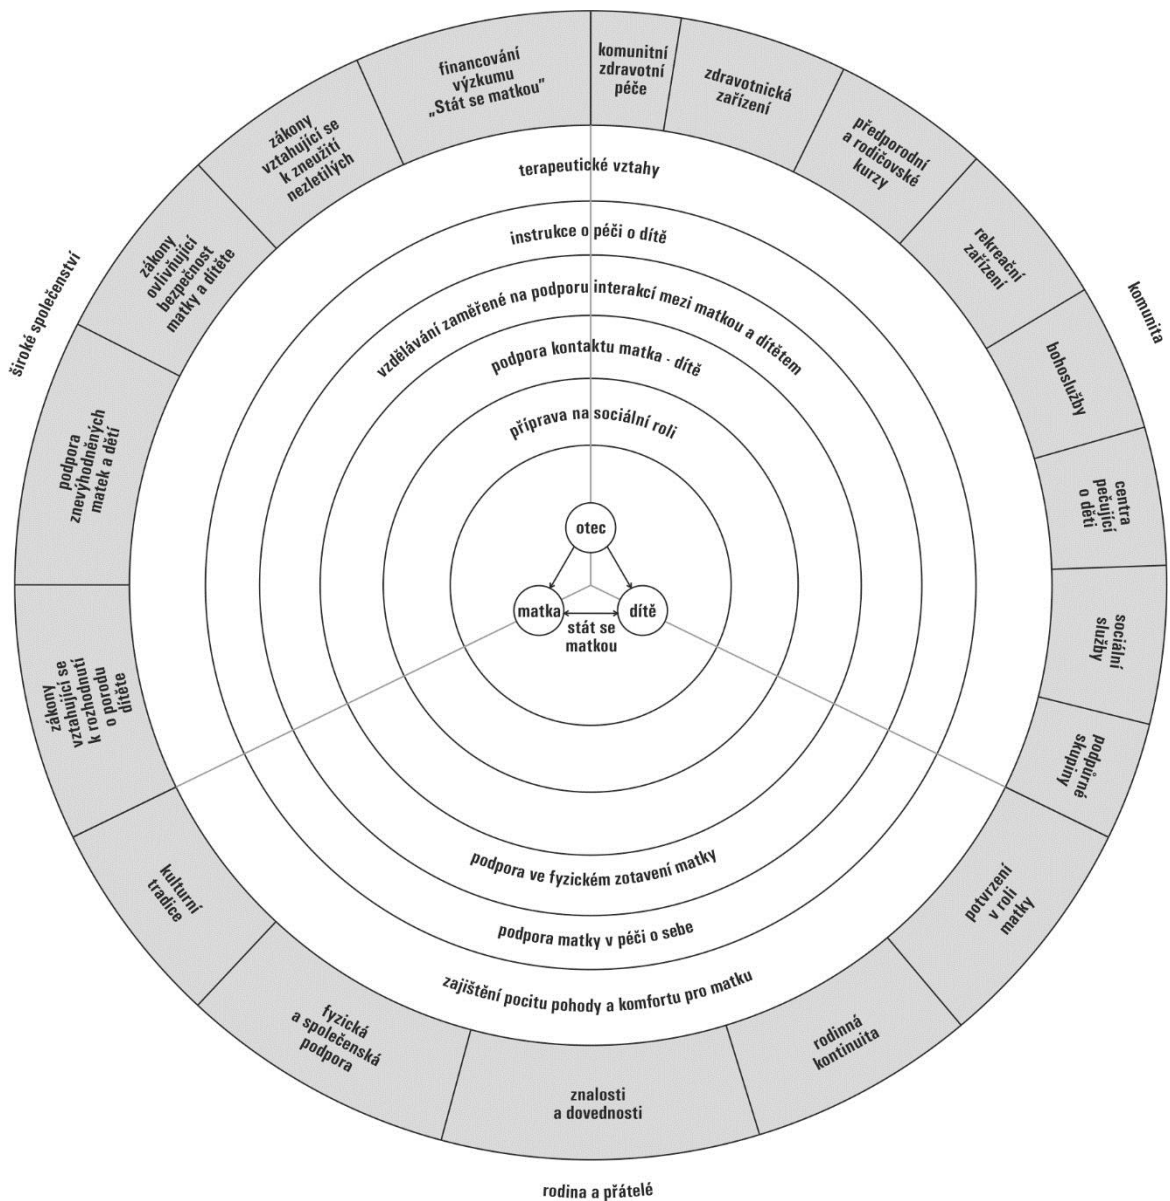 financování
výzkumu
„Stát se matkou”
komunitní
zdravotní
péče
zdravotnická
zařízení
předporodní
a rodičovské
kurzy
rekreační
zařízení
bohoslužby
centra
pečující
o děti
sociální
služby
podpůrné
skupiny
komunita
potvrzení
v roli
matky
rodinná
kontinuita
znalosti
a dovednosti
fyzická
a společenská
podpora
kulturní
tradice
rodina a přátelé
zákony
vztahující se
k rozhodnutí
o porodu
dítěte
podpora
znevýhodněných
matek a dětí
zákony
ovlivňující
bezpečnost
matky a dítěte
zákony
vztahující se
k zneužití
nezletilých
široké společenství
terapeutické vztahy
instrukce o péči o dítě
vzdělávání zaměřené na podporu interakcí mezi matkou a dítětem
podpora kontaktu matka - dítě
příprava na sociální roli
otec
matka
dítě
stát se
matkou
podpora ve fyzickém zotavení matky
podpora matky v péči o sebe
zajištění pocitu pohody a komfortu pro matku